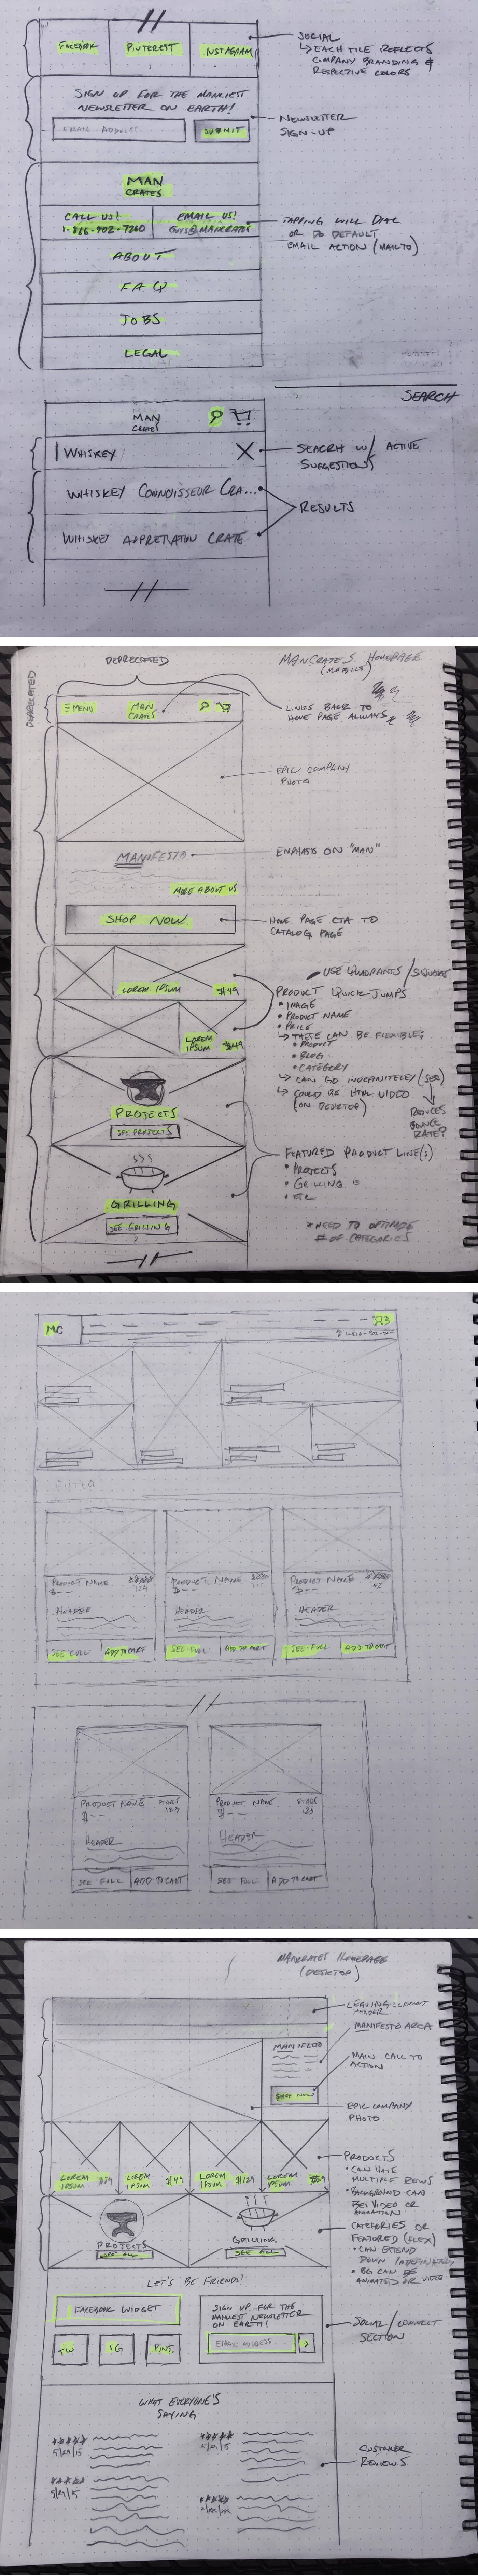 FACEBOOK
PINTEREST
INSTAGRAM
SOCIAL
↳ EACH TILE REFLECTS
COMPANY BRANDING &
RESPECTIVE COLORS
SIGN UP FOR THE MANLIEST
NEWSLETTER ON EARTH!
EMAIL ADDRESS
SUBMIT
NEWSLETTER
SIGN-UP
MAN
CRATES
CALL US!
EMAIL US!
1-866-902-7260
GUYS@MANCRATES
TAPPING WILL DIAL
OR DO DEFAULT
EMAIL ACTION (MAILTO)
ABOUT
FAQ
JOBS
LEGAL
SEARCH
MAN
CRATES
WHISKEY
X
SEARCH W/ ACTIVE
SUGGESTIONS
WHISKEY CONNOISSEUR CRA...
RESULTS
WHISKEY APPRECIATION CRATE
DEPRECATED
MANCRATES HOMEPAGE
(MOBILE)
DEPRECATED
MENU
MAN
CRATES
LINKS BACK TO
HOME PAGE ALWAYS
EPIC COMPANY
PHOTO
MANIFESTO
EMPHASIS ON "MAN"
MORE ABOUT US
SHOP NOW
HOME PAGE CTA TO
CATALOG PAGE
USE QUADRANTS / SQUARES
LOREM IPSUM
$49
PRODUCT QUICK-JUMPS
• IMAGE
• PRODUCT NAME
• PRICE
↳ THESE CAN BE FLEXIBLE:
• PRODUCT
• BLOG
• CATEGORY
LOREM
IPSUM
$49
↳ CAN GO INDEFINITELEY (SEO)
↳ COULD BE HTML VIDEO
(ON DESKTOP)
REDUCES
BOUNCE
RATE?
PROJECTS
SEE PROJECTS
FEATURED PRODUCT LINE(S)
• PROJECTS
• GRILLING
• ETC
GRILLING
SEE GRILLING
* NEED TO OPTIMIZE
# OF CATEGORIES
MC
PRODUCT NAME
$--
HEADER
SEE FULL
ADD TO CART
PRODUCT NAME
$--
HEADER
SEE FULL
ADD TO CART
PRODUCT NAME
$--
HEADER
SEE FULL
ADD TO CART
PRODUCT NAME
STARS
$--
123
HEADER
SEE FULL
ADD TO CART
PRODUCT NAME
STARS
$--
123
HEADER
SEE FULL
ADD TO CART
MANCRATES HOMEPAGE
(DESKTOP)
LEAVING CURRENT
HEADER
MANIFESTO
MANIFESTO AREA
SHOP NOW
MAIN CALL TO
ACTION
EPIC COMPANY
PHOTO
LOREM
IPSUM
LOREM
IPSUM
$49
LOREM
IPSUM
$129
LOREM
IPSUM
PRODUCTS
• CAN HAVE
MULTIPLE ROWS
• BACKGROUND CAN
BE VIDEO OR
ANIMATION
PROJECTS
SEE ALL
GRILLING
SEE ALL
CATEGORIES OR
FEATURED (FLEX)
• CAN EXTEND
DOWN INDEFINITELY
• BG CAN BE
ANIMATED OR VIDEO
LET'S BE FRIENDS!
FACEBOOK WIDGET
TW
IG
PINT.
SIGN UP FOR THE
MANLIEST NEWSLETTER
ON EARTH!
EMAIL ADDRESS...
>
SOCIAL/CONNECT
SECTION
WHAT EVERYONE'S
SAYING
5/29/15
5/29/15
CUSTOMER
REVIEWS